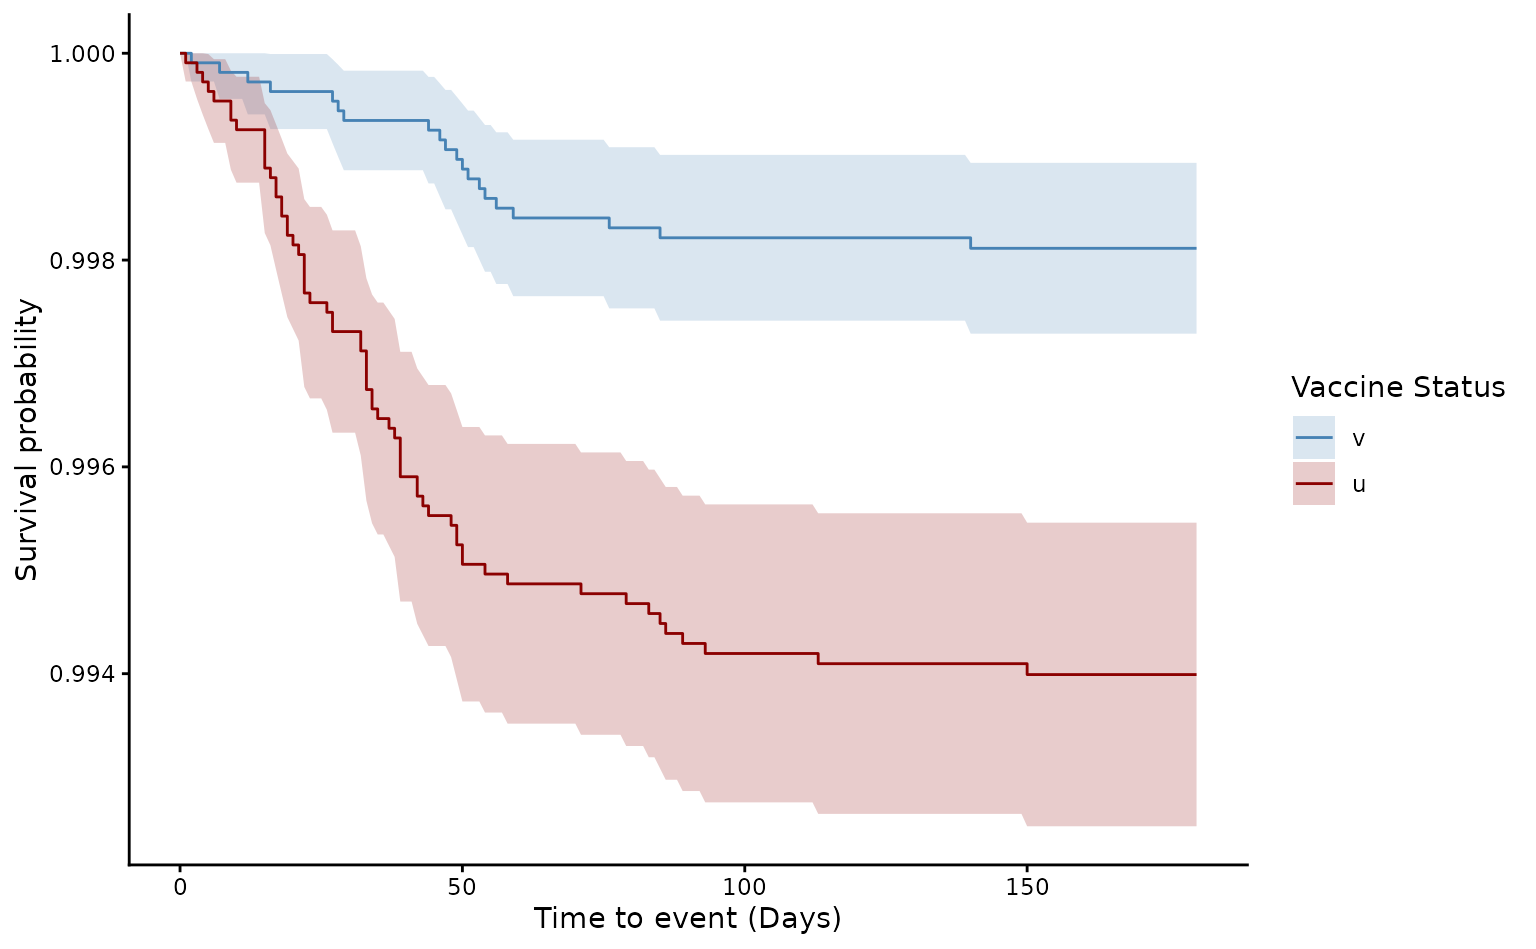 1.000
0.998
0.996
0.994
Survival probability
0
50
100
150
Time to event (Days)
Vaccine Status
v
u